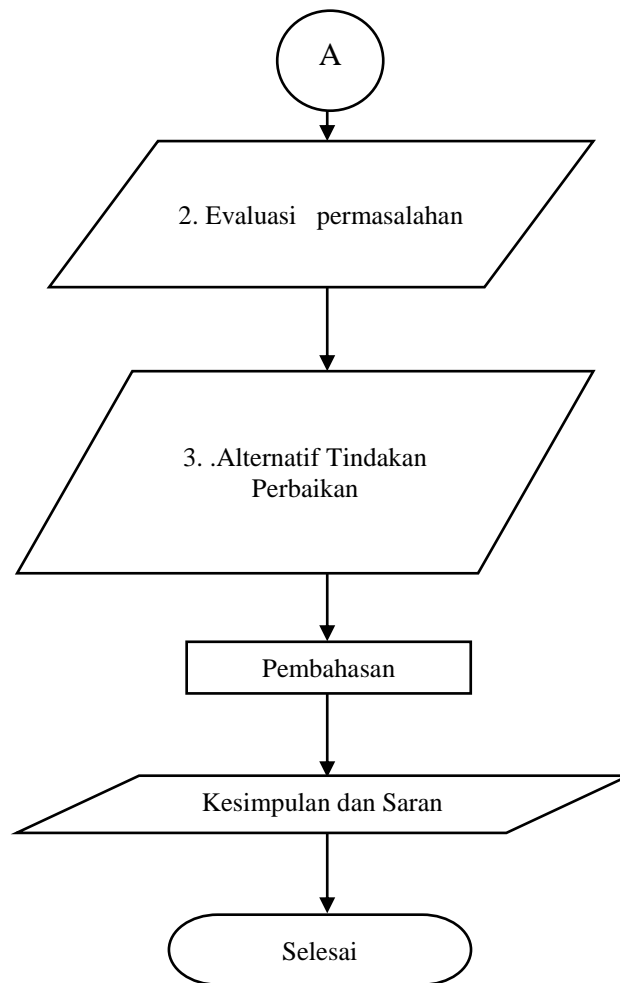 A
2. Evaluasi permasalahan
3. .Alternatif Tindakan
Perbaikan
Pembahasan
Kesimpulan dan Saran
Selesai